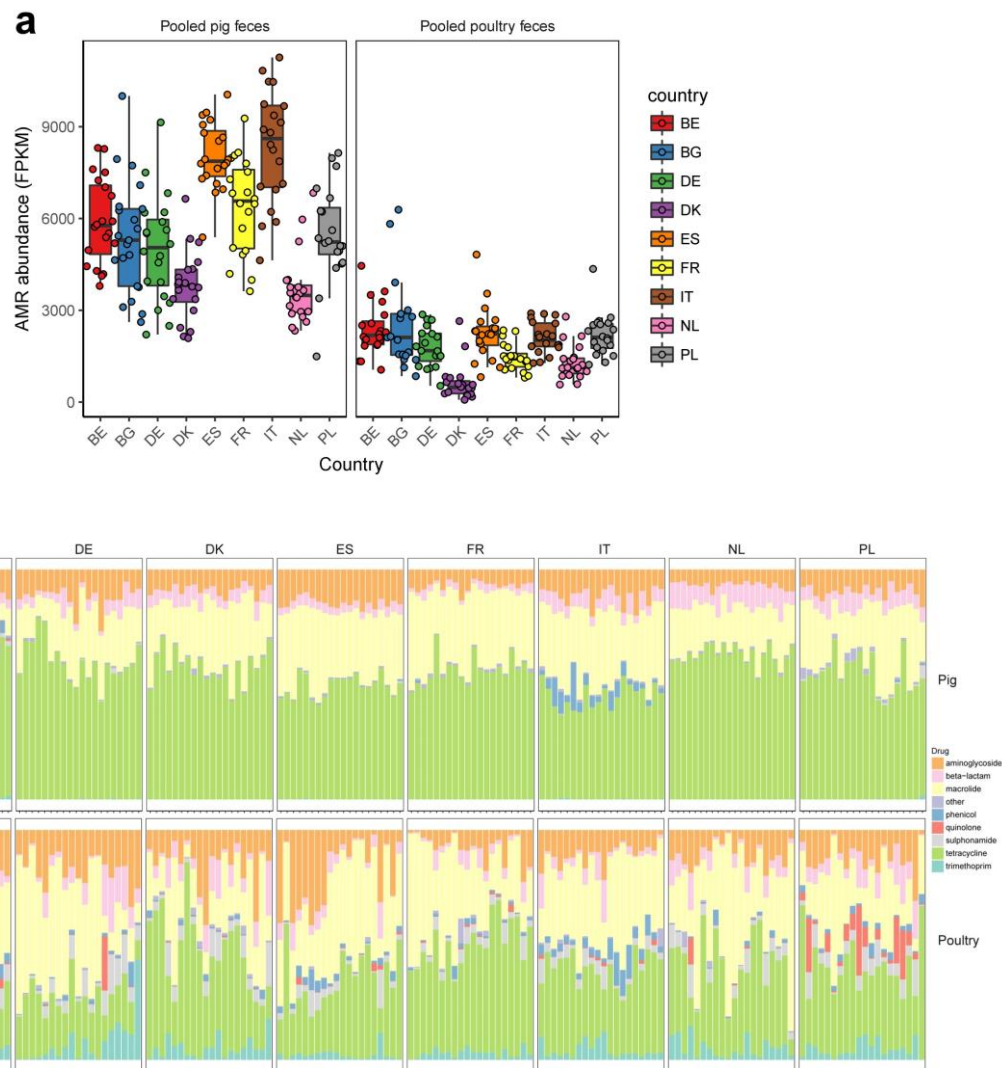 a
Pooled pig feces
Pooled poultry feces
AMR abundance (FPKM)
9000
6000
3000
0
BE
BG
DE
DK
ES
FR
IT
NL
PL
BE
BG
DE
DK
ES
FR
IT
NL
PL
Country
country
BE
BG
DE
DK
ES
FR
IT
NL
PL
DE
DK
ES
FR
IT
NL
PL
Pig
Poultry
Drug
aminoglycoside
beta-lactam
macrolide
other
phenicol
quinolone
sulphonamide
tetracycline
trimethoprim